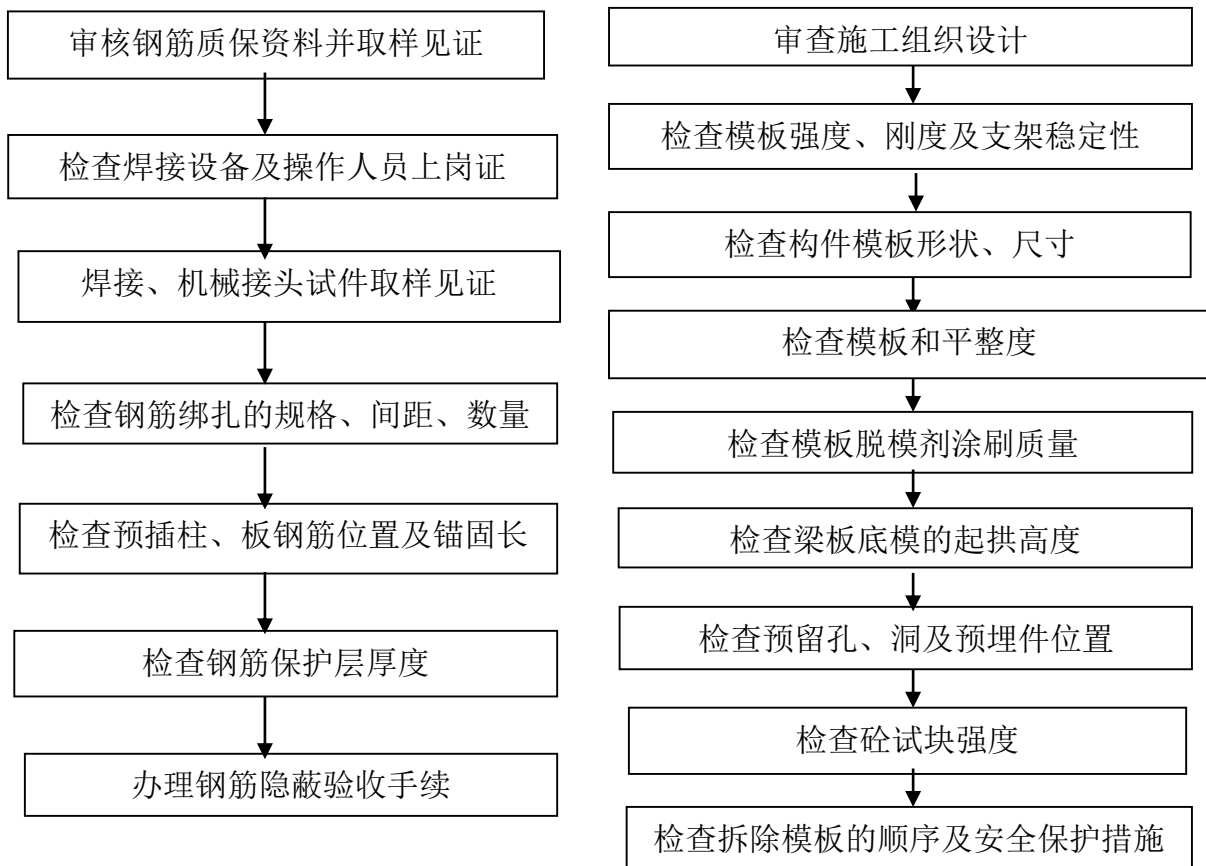 审核钢筋质保资料并取样见证
检查焊接设备及操作人员上岗证
焊接、机械接头试件取样见证
检查钢筋绑扎的规格、间距、数量
检查预插柱、板钢筋位置及锚固长
检查钢筋保护层厚度
办理钢筋隐蔽验收手续
审查施工组织设计
检查模板强度、刚度及支架稳定性
检查构件模板形状、尺寸
检查模板和平整度
检查模板脱模剂涂刷质量
检查梁板底模的起拱高度
检查预留孔、洞及预埋件位置
检查砼试块强度
检查拆除模板的顺序及安全保护措施